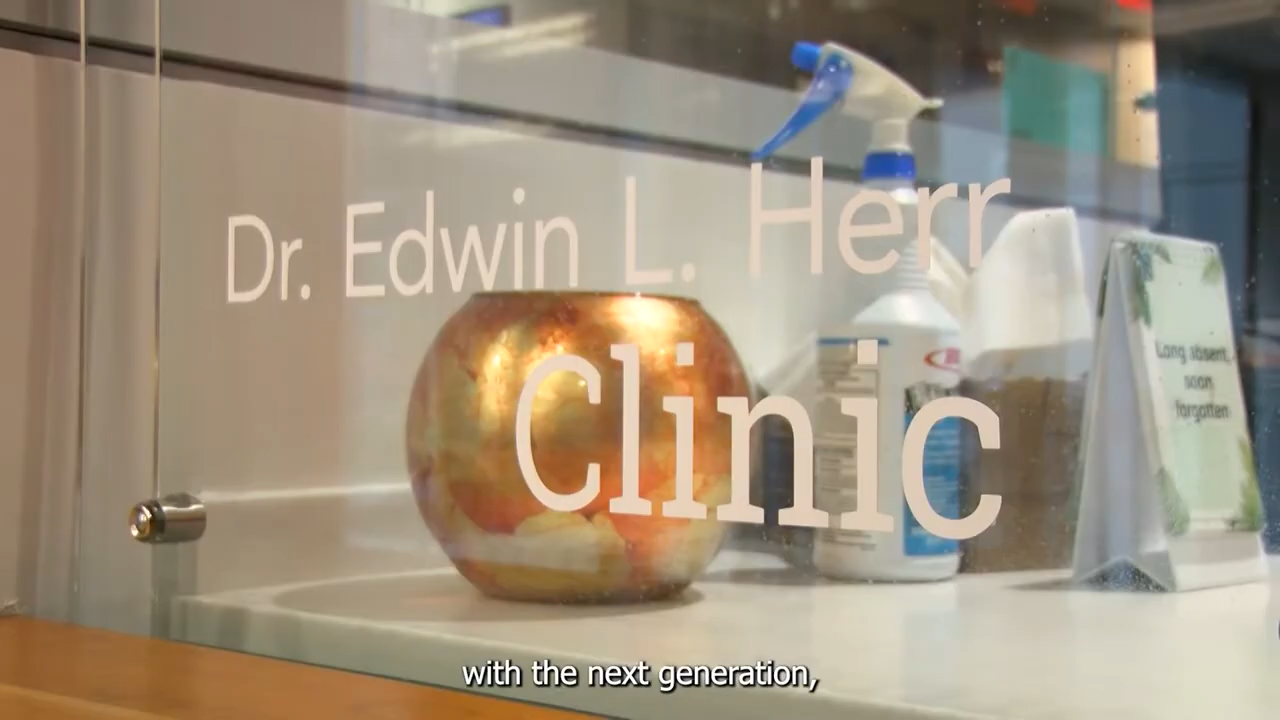 Dr. Edwin L. Herr
Clinic
Long absent,
soon
forgotten
with the next generation,